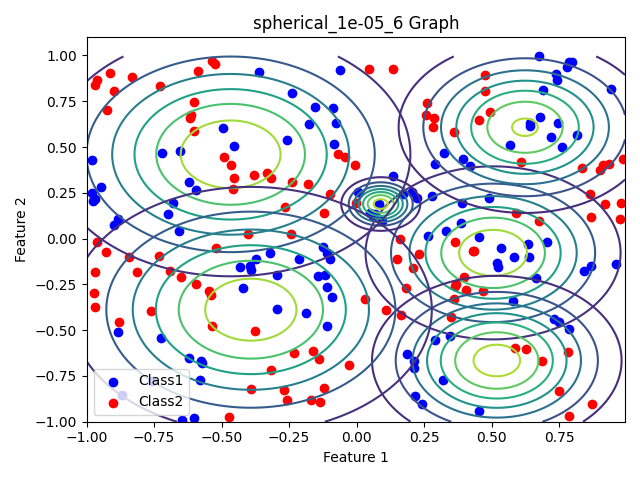 spherical_1e-05_6 Graph
1.00
0.75
0.50
0.25
0.00
−0.25
−0.50
−0.75
−1.00
Feature 2
Class1
Class2
−1.00 −0.75 −0.50 −0.25 0.00 0.25 0.50 0.75
Feature 1